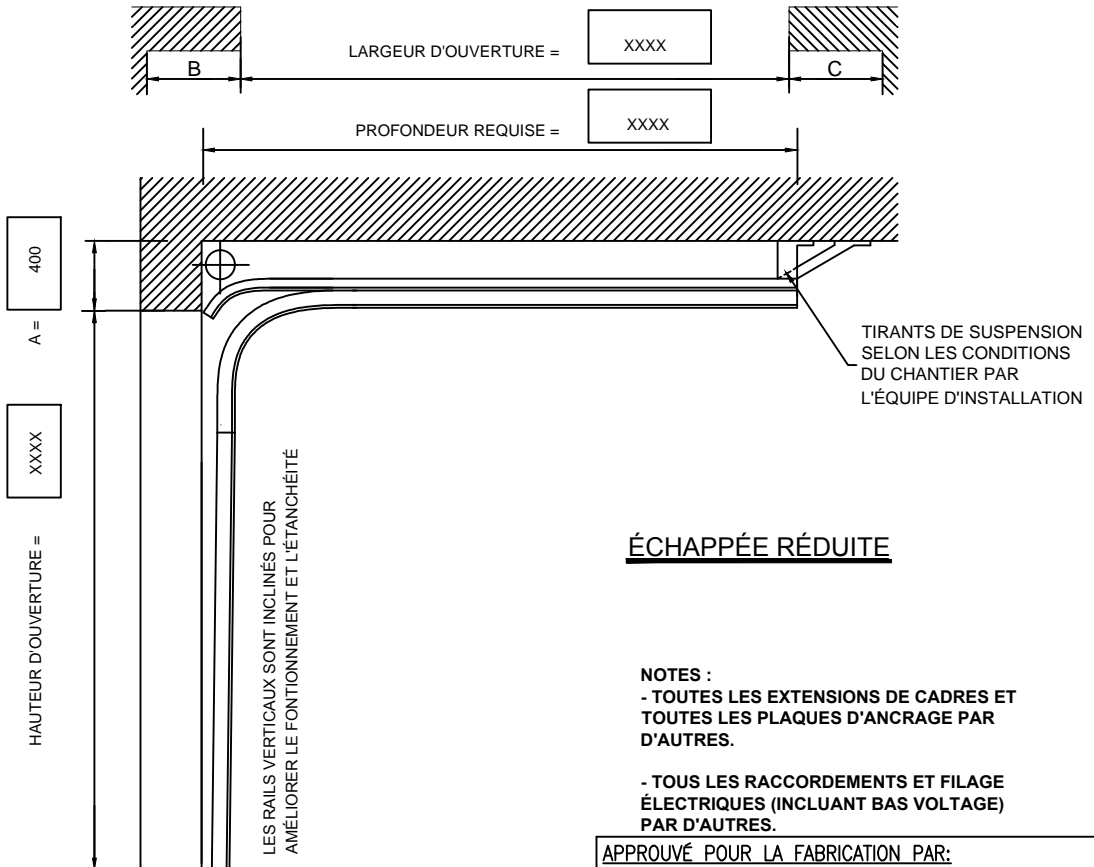 B
LARGEUR D'OUVERTURE =
XXXX
C
PROFONDEUR REQUISE =
XXXX
400
A =
XXXX
HAUTEUR D'OUVERTURE =
LES RAILS VERTICAUX SONT INCLINÉS POUR
AMÉLIORER LE FONTIONNEMENT ET L'ÉTANCHÉITÉ
TIRANTS DE SUSPENSION
SELON LES CONDITIONS
DU CHANTIER PAR
L'ÉQUIPE D'INSTALLATION
ÉCHAPPÉE RÉDUITE
NOTES :
- TOUTES LES EXTENSIONS DE CADRES ET
TOUTES LES PLAQUES D'ANCRAGE PAR
D'AUTRES.
- TOUS LES RACCORDEMENTS ET FILAGE
ÉLECTRIQUES (INCLUANT BAS VOLTAGE)
PAR D'AUTRES.
APPROUVÉ POUR LA FABRICATION PAR: